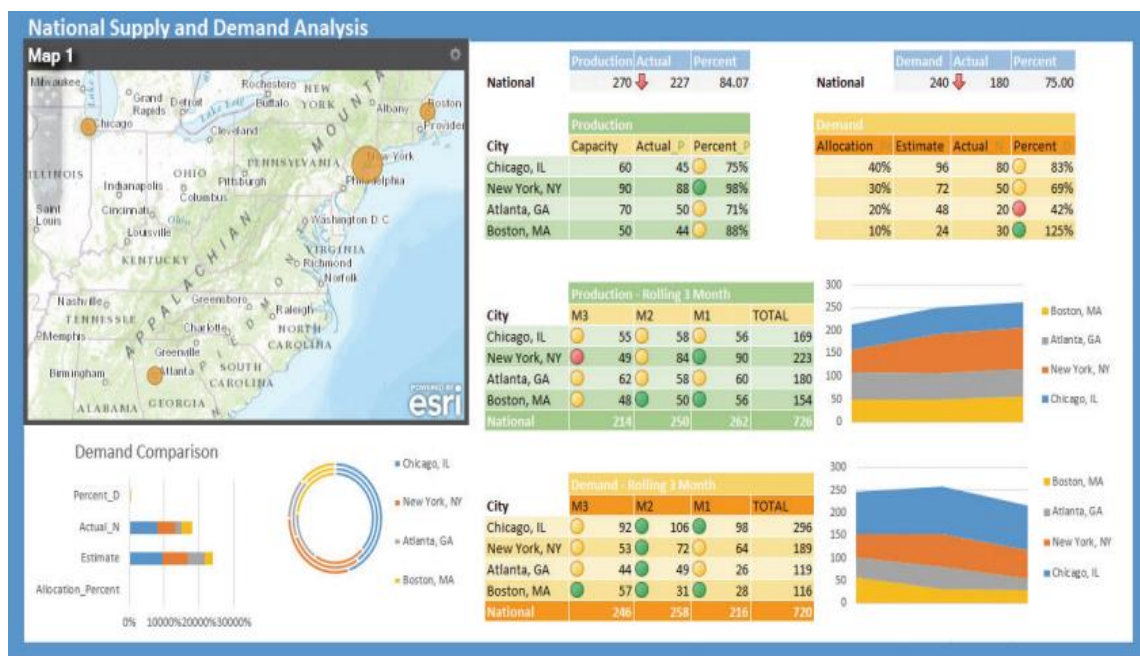 National Supply and Demand Analysis
Map 1
Milwaukee
Grand Rapids
Detroit
Rochester
NEW YORK
Buffalo
Albany
Boston
Chicago
Cleveland
ILLINOIS
Indianapolis
OHIO
Columbus
Pittsburgh
PENNSYLVANIA
New York
Philadelphia
Saint Louis
Cincinnati
Ohio
Louisville
Washington D C
VIRGINIA
Richmond
Norfolk
KENTUCKY
Nashville
TENNESSEE
Memphis
Greensboro
Raleigh
Charlotte
NORTH CAROLINA
Greenville
SOUTH CAROLINA
Birmingham
Atlanta
ALABAMA
GEORGIA
POWERED BY
esri
Production Actual Percent
National 270 227 84.07
Demand Actual Percent
National 240 180 75.00
Production
City Capacity Actual_P Percent_P
Chicago, IL 60 45 75%
New York, NY 90 88 98%
Atlanta, GA 70 50 71%
Boston, MA 50 44 88%
Demand
Allocation Estimate Actual Percent
40% 96 80 83%
30% 72 50 69%
20% 48 20 42%
10% 24 30 125%
Production - Rolling 3 Month
City M3 M2 M1 TOTAL
Chicago, IL 55 58 56 169
New York, NY 49 84 90 223
Atlanta, GA 62 58 60 180
Boston, MA 48 50 56 154
National 214 250 262 726
300
250
200
150
100
50
0
Boston, MA
Atlanta, GA
New York, NY
Chicago, IL
Demand Comparison
Percent_D
Actual_N
Estimate
Allocation_Percent
0% 10000% 20000% 30000%
Chicago, IL
New York, NY
Atlanta, GA
Boston, MA
Demand - Rolling 3 Month
City M3 M2 M1 TOTAL
Chicago, IL 92 106 98 296
New York, NY 53 72 64 189
Atlanta, GA 44 49 26 119
Boston, MA 57 31 28 116
National 246 258 216 720
300
250
200
150
100
50
0
Boston, MA
Atlanta, GA
New York, NY
Chicago, IL